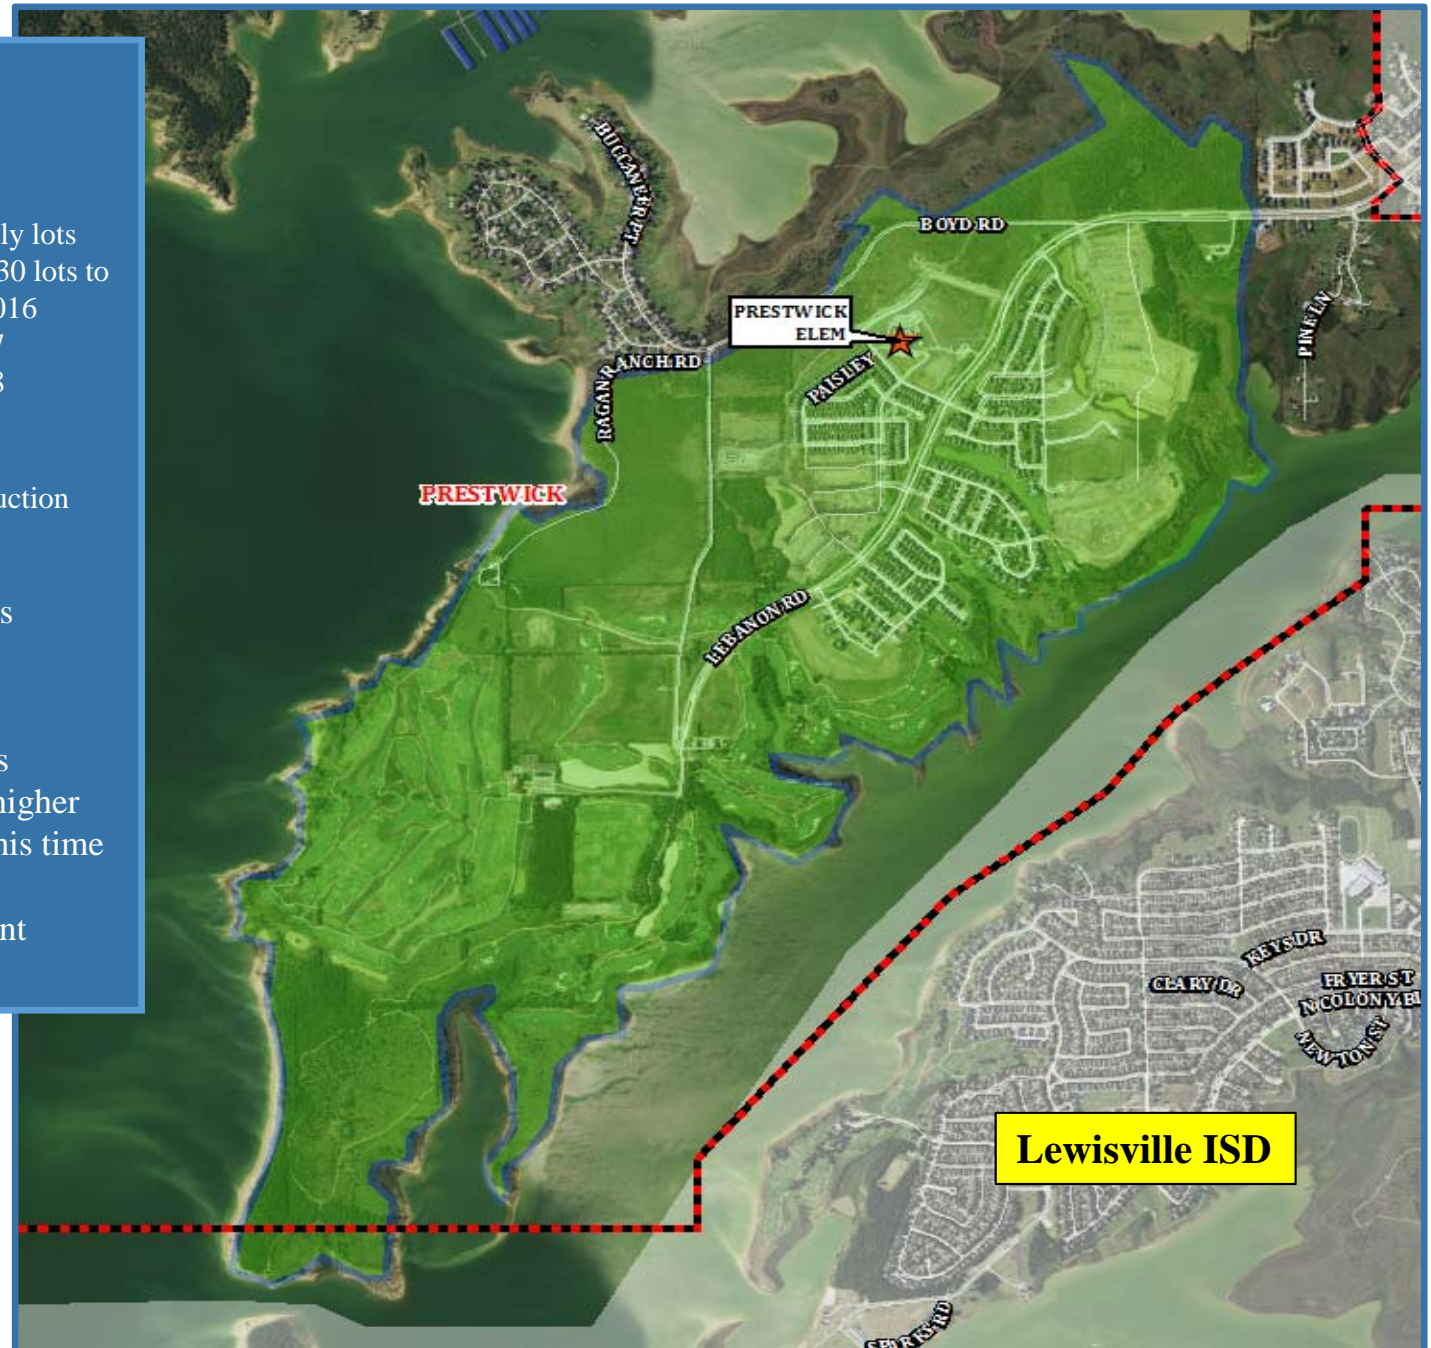 ly lots
30 lots to
016
7
8
uction
s
s
higher
his time
nt
BUCCANEER PT
BOYD RD
PRESTWICK
ELEM
PINE LN
RAGAN RANCH RD
PAISLEY
PRESTWICK
LEBANON RD
KEYS DR
CLARY DR
FRYER ST
N COLONY BL
NEWTON ST
Lewisville ISD
SPARKS RD